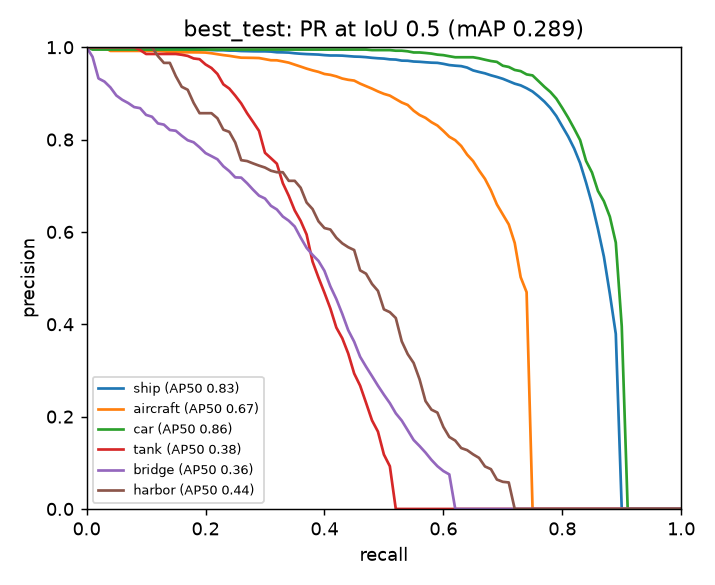 best_test: PR at IoU 0.5 (mAP 0.289)
1.0
0.8
0.6
0.4
0.2
0.0
precision
ship (AP50 0.83)
aircraft (AP50 0.67)
car (AP50 0.86)
tank (AP50 0.38)
bridge (AP50 0.36)
harbor (AP50 0.44)
0.0 0.2 0.4 0.6 0.8 1.0
recall